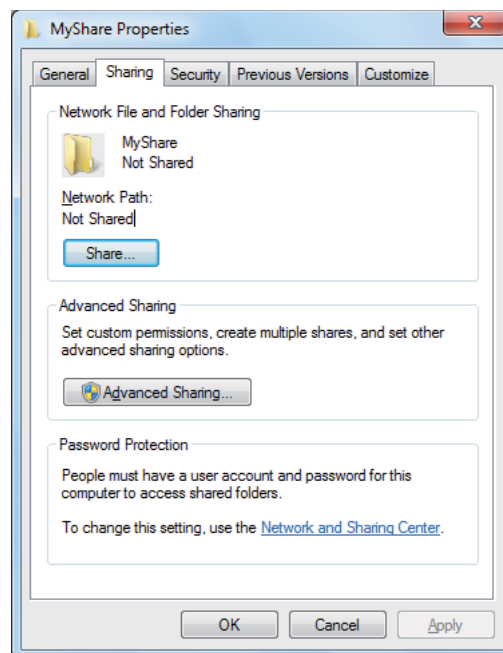 MyShare Properties
General Sharing Security Previous Versions Customize
Network File and Folder Sharing
MyShare
Not Shared
Network Path:
Not Shared
Share...
Advanced Sharing
Set custom permissions, create multiple shares, and set other
advanced sharing options.
Advanced Sharing...
Password Protection
People must have a user account and password for this
computer to access shared folders.
To change this setting, use the Network and Sharing Center.
OK Cancel Apply